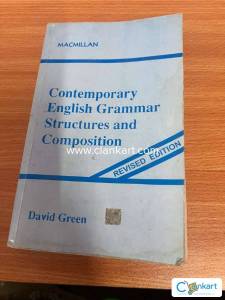 MACMILLAN
Contemporary
English Grammar
Structures and
Composition
www.clankart.com
REVISED EDITION
David Green
Clankart